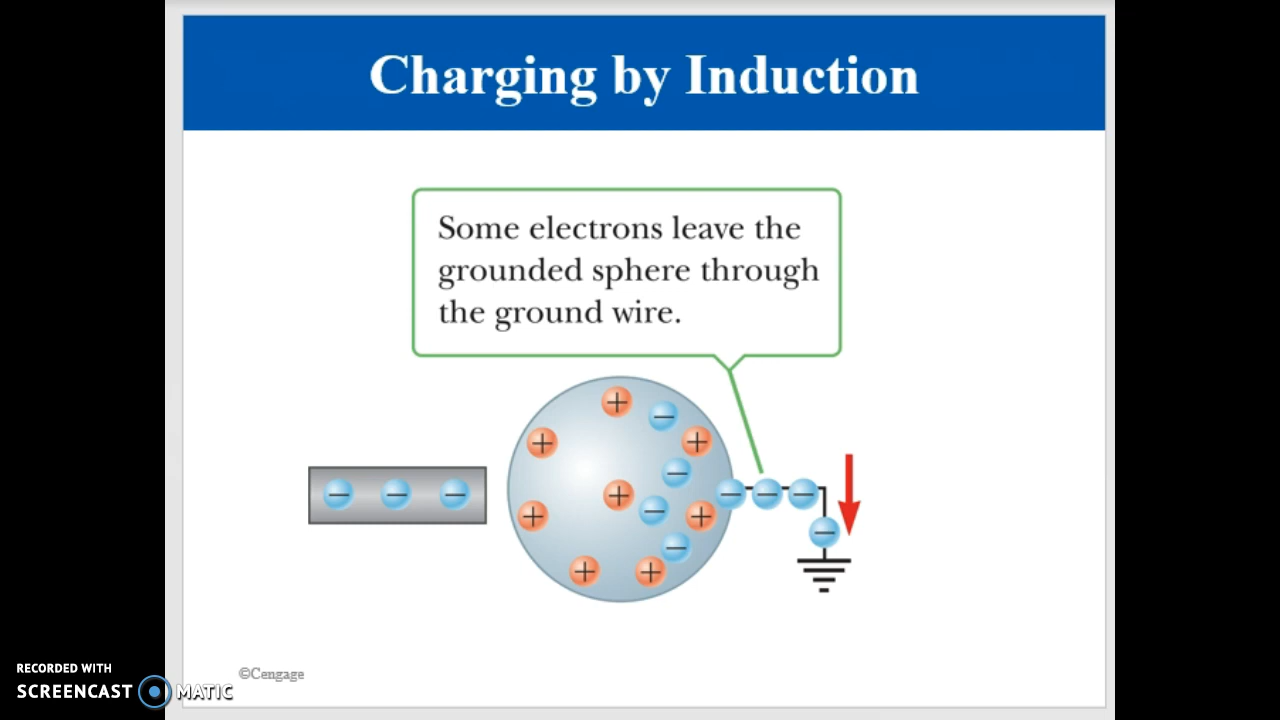 Charging by Induction
Some electrons leave the
grounded sphere through
the ground wire.
©Cengage
RECORDED WITH
SCREENCAST MATIC